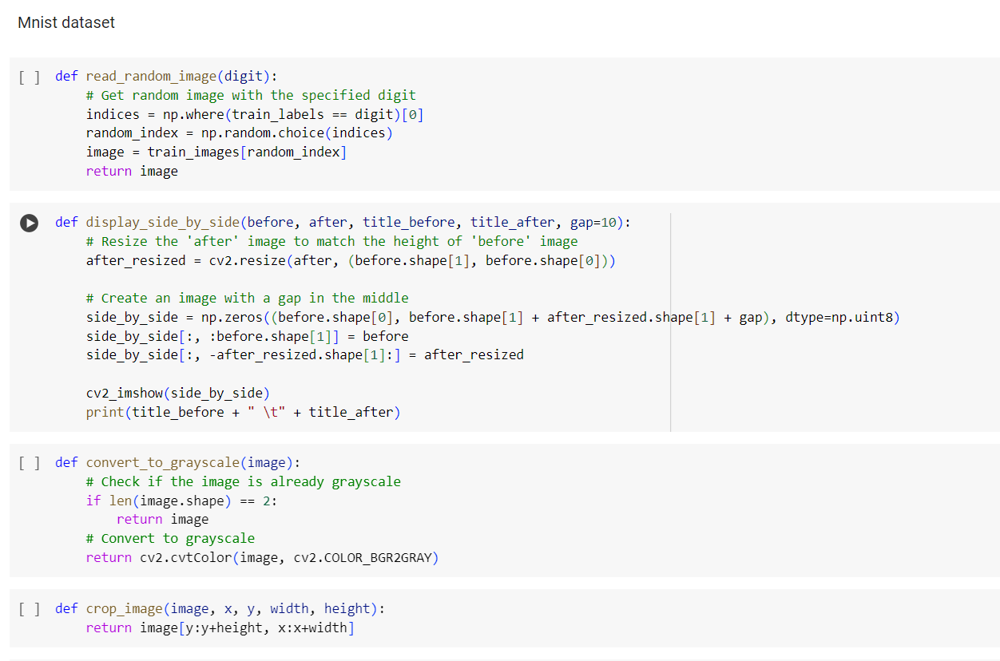 Mnist dataset
[ ] def read_random_image(digit):
    # Get random image with the specified digit
    indices = np.where(train_labels == digit)[0]
    random_index = np.random.choice(indices)
    image = train_images[random_index]
    return image
def display_side_by_side(before, after, title_before, title_after, gap=10):
    # Resize the 'after' image to match the height of 'before' image
    after_resized = cv2.resize(after, (before.shape[1], before.shape[0]))
    # Create an image with a gap in the middle
    side_by_side = np.zeros((before.shape[0], before.shape[1] + after_resized.shape[1] + gap), dtype=np.uint8)
    side_by_side[:, :before.shape[1]] = before
    side_by_side[:, -after_resized.shape[1]:] = after_resized
    cv2_imshow(side_by_side)
    print(title_before + " \t" + title_after)
[ ] def convert_to_grayscale(image):
    # Check if the image is already grayscale
    if len(image.shape) == 2:
        return image
    # Convert to grayscale
    return cv2.cvtColor(image, cv2.COLOR_BGR2GRAY)
[ ] def crop_image(image, x, y, width, height):
    return image[y:y+height, x:x+width]